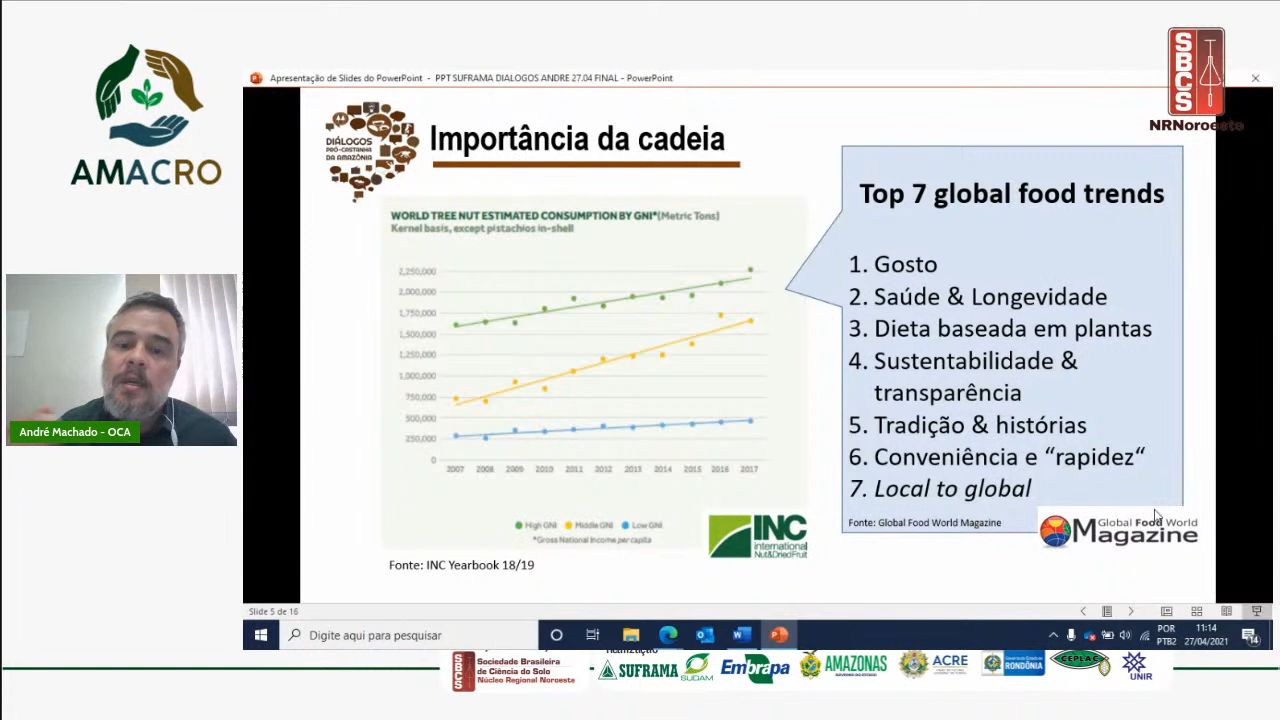 AMACRO
SBCS
NRNoroeste
Apresentação de Slides do PowerPoint - PPT SUFRAMA DIALOGOS ANDRE 27.04 FINAL - PowerPoint
DIÁLOGOS
PRÓ-CASTANHA
DA AMAZÔNIA
Importância da cadeia
WORLD TREE NUT ESTIMATED CONSUMPTION BY GNI* (Metric Tons)
Kernel basis, except pistachios in-shell
2,250,000
2,000,000
1,750,000
1,500,000
1,250,000
1,000,000
750,000
500,000
250,000
0
2007 2008 2009 2010 2011 2012 2013 2014 2015 2016 2017
High GNI Middle GNI Low GNI
*Gross National Income per capita
INC
International
Nut&DriedFruit
Fonte: INC Yearbook 18/19
Top 7 global food trends
1. Gosto
2. Saúde & Longevidade
3. Dieta baseada em plantas
4. Sustentabilidade &
transparência
5. Tradição & histórias
6. Conveniência e “rapidez“
7. Local to global
Fonte: Global Food World Magazine
Global Food World
Magazine
André Machado - OCA
Slide 5 de 16
Digite aqui para pesquisar
POR
PTB2
11:14
27/04/2021
14
SBCS
Sociedade Brasileira
de Ciência do Solo
Núcleo Regional Noroeste
SUFRAMA
SUDAM
Embrapa
AMAZONAS
ACRE
RONDÔNIA
CEPLAC
UNIR